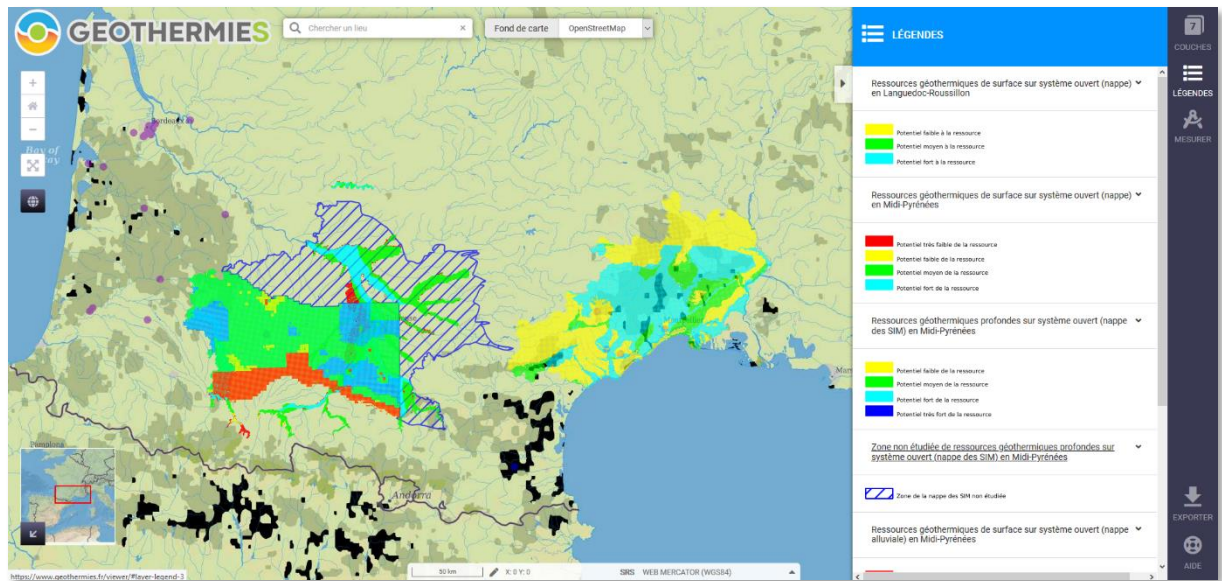 GEOTHERMIES
Chercher un lieu
×
Fond de carte
OpenStreetMap
LÉGENDES
7
COUCHES
LÉGENDES
MESURER
Ressources géothermiques de surface sur système ouvert (nappe)
en Languedoc-Roussillon
Potentiel faible à la ressource
Potentiel moyen à la ressource
Potentiel fort à la ressource
Ressources géothermiques de surface sur système ouvert (nappe)
en Midi-Pyrénées
Potentiel très faible de la ressource
Potentiel faible de la ressource
Potentiel moyen de la ressource
Potentiel fort de la ressource
Ressources géothermiques profondes sur système ouvert (nappe
des SIM) en Midi-Pyrénées
Potentiel faible de la ressource
Potentiel moyen de la ressource
Potentiel fort de la ressource
Potentiel très fort de la ressource
Zone non étudiée de ressources géothermiques profondes sur
système ouvert (nappe des SIM) en Midi-Pyrénées
Zone de la nappe des SIM non étudiée
Ressources géothermiques de surface sur système ouvert (nappe
alluviale) en Midi-Pyrénées
EXPORTER
AIDE
Bay of
Pamplona
Andorra
50 km
X: 0 Y: 0
SRS WEB MERCATOR (WGS84)
https://www.geothermies.fr/viewer/#layer-legend-3